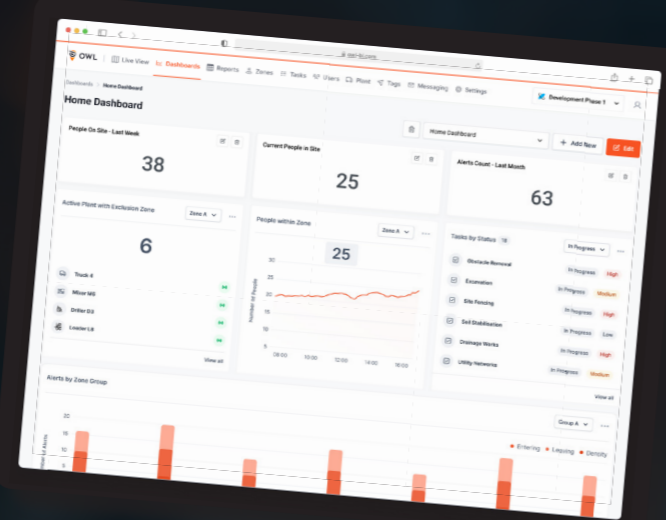 OWL Live View Dashboards Reports Zones Tasks Users Plant Tags Messaging Settings Development Phase 1
Dashboards Home Dashboard
Home Dashboard
Home Dashboard + Add New Edit
People On Site - Last Week
38
Current People in Site
25
Alerts Count - Last Month
63
Active Plant with Exclusion Zone Zone A
6
Truck 4
Mixer M5
Driller D3
Loader L8
View all
People within Zone Zone A
25
Number of People
30
25
20
15
10
5
08:00 10:00 12:00 14:00 16:00
Tasks by Status 18 In Progress
Obstacle Removal In Progress High
Excavation In Progress Medium
Site Fencing In Progress High
Soil Stabilisation In Progress Low
Drainage Works In Progress High
Utility Networks In Progress Medium
View all
Alerts by Zone Group Group A
Entering Leaving Density
20
15
10
5